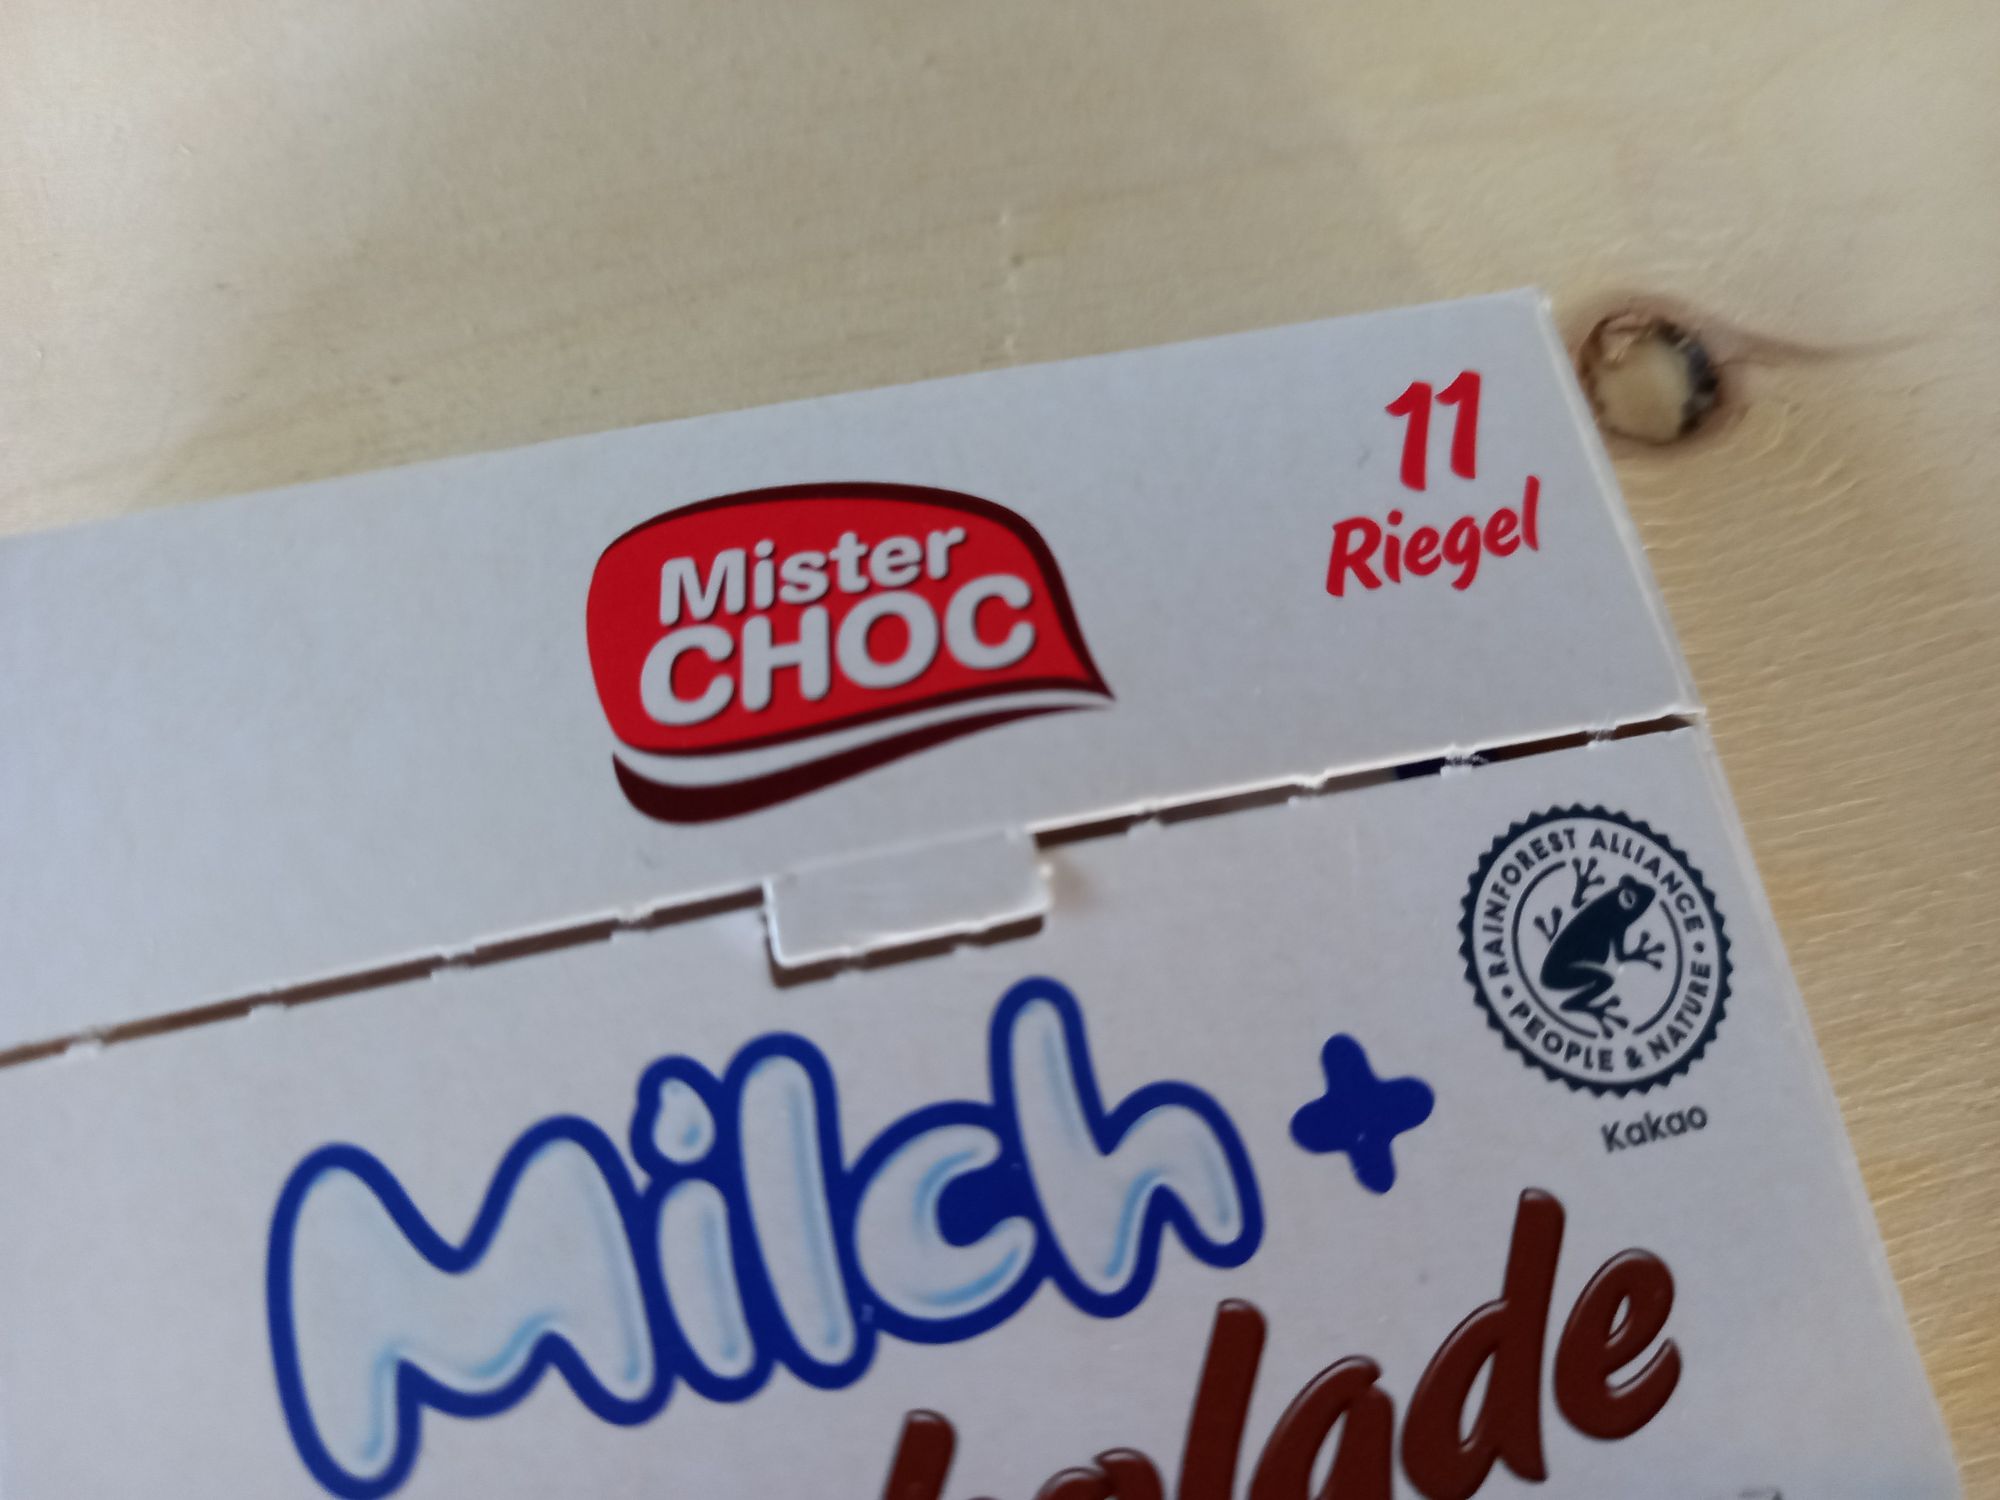 11
Riegel
Mister
CHOC
RAINFOREST ALLIANCE
• PEOPLE & NATURE •
Kakao
Milch +